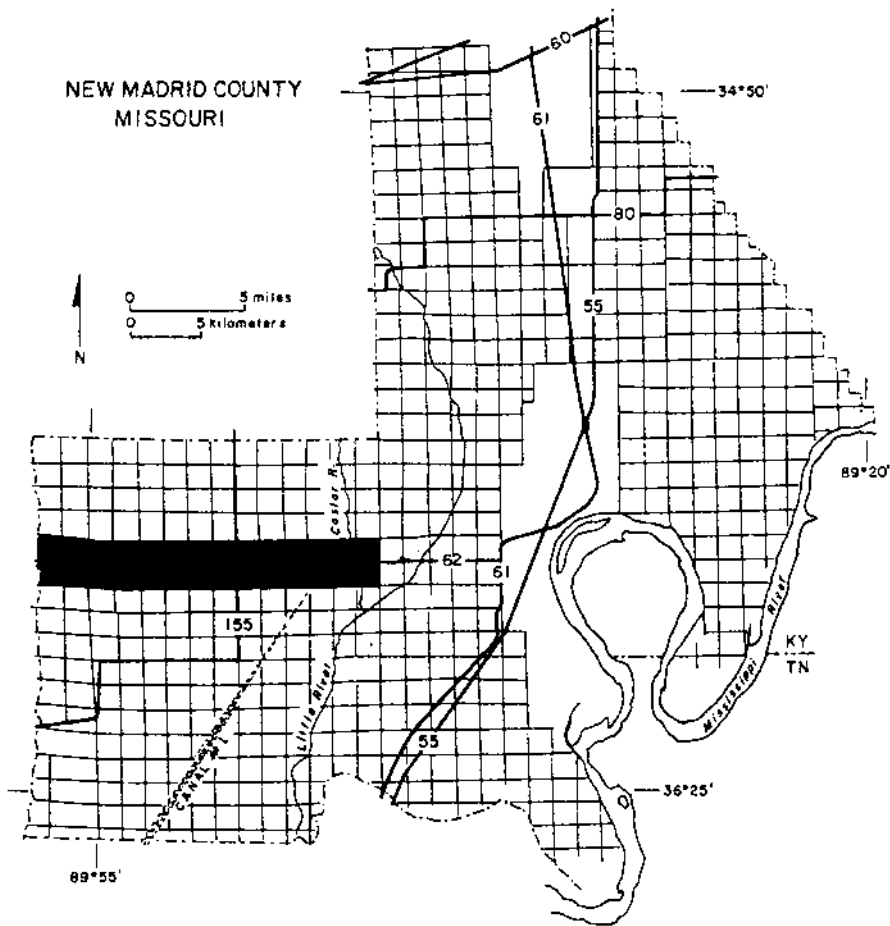 NEW MADRID COUNTY
MISSOURI
60
34°50'
61
80
0 5 miles
0 5 kilometers
55
N
89°20'
Castor R.
62
61
155
River
KY
TN
Mississippi
Little River
55
CANAL #1
36°25'
89°55'